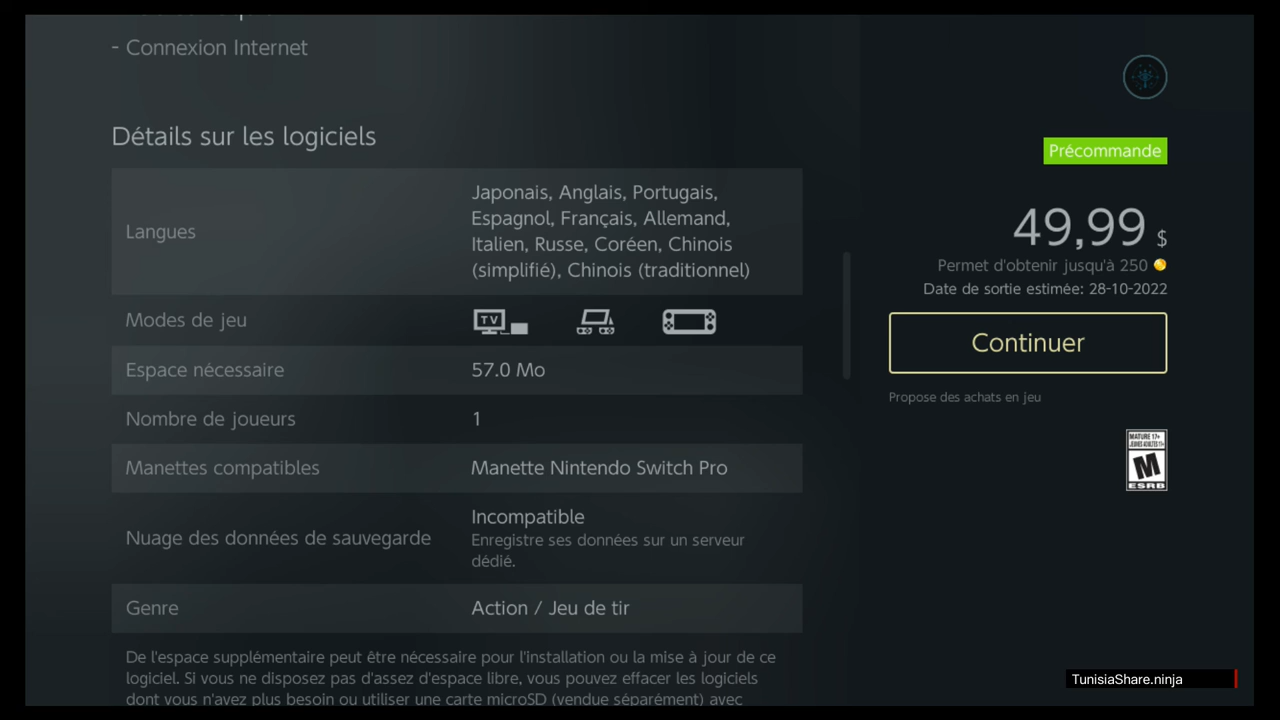 - Connexion Internet
Détails sur les logiciels
Langues
Japonais, Anglais, Portugais,
Espagnol, Français, Allemand,
Italien, Russe, Coréen, Chinois
(simplifié), Chinois (traditionnel)
Modes de jeu
TV
Espace nécessaire
57.0 Mo
Nombre de joueurs
1
Manettes compatibles
Manette Nintendo Switch Pro
Nuage des données de sauvegarde
Incompatible
Enregistre ses données sur un serveur
dédié.
Genre
Action / Jeu de tir
De l'espace supplémentaire peut être nécessaire pour l'installation ou la mise à jour de ce
logiciel. Si vous ne disposez pas d'assez d'espace libre, vous pouvez effacer les logiciels
dont vous n'avez plus besoin ou utiliser une carte microSD (vendue séparément) avec
Précommande
49,99 $
Permet d'obtenir jusqu'à 250
Date de sortie estimée: 28-10-2022
Continuer
Propose des achats en jeu
MATURE 17+
M
ESRB
TunisiaShare.ninja